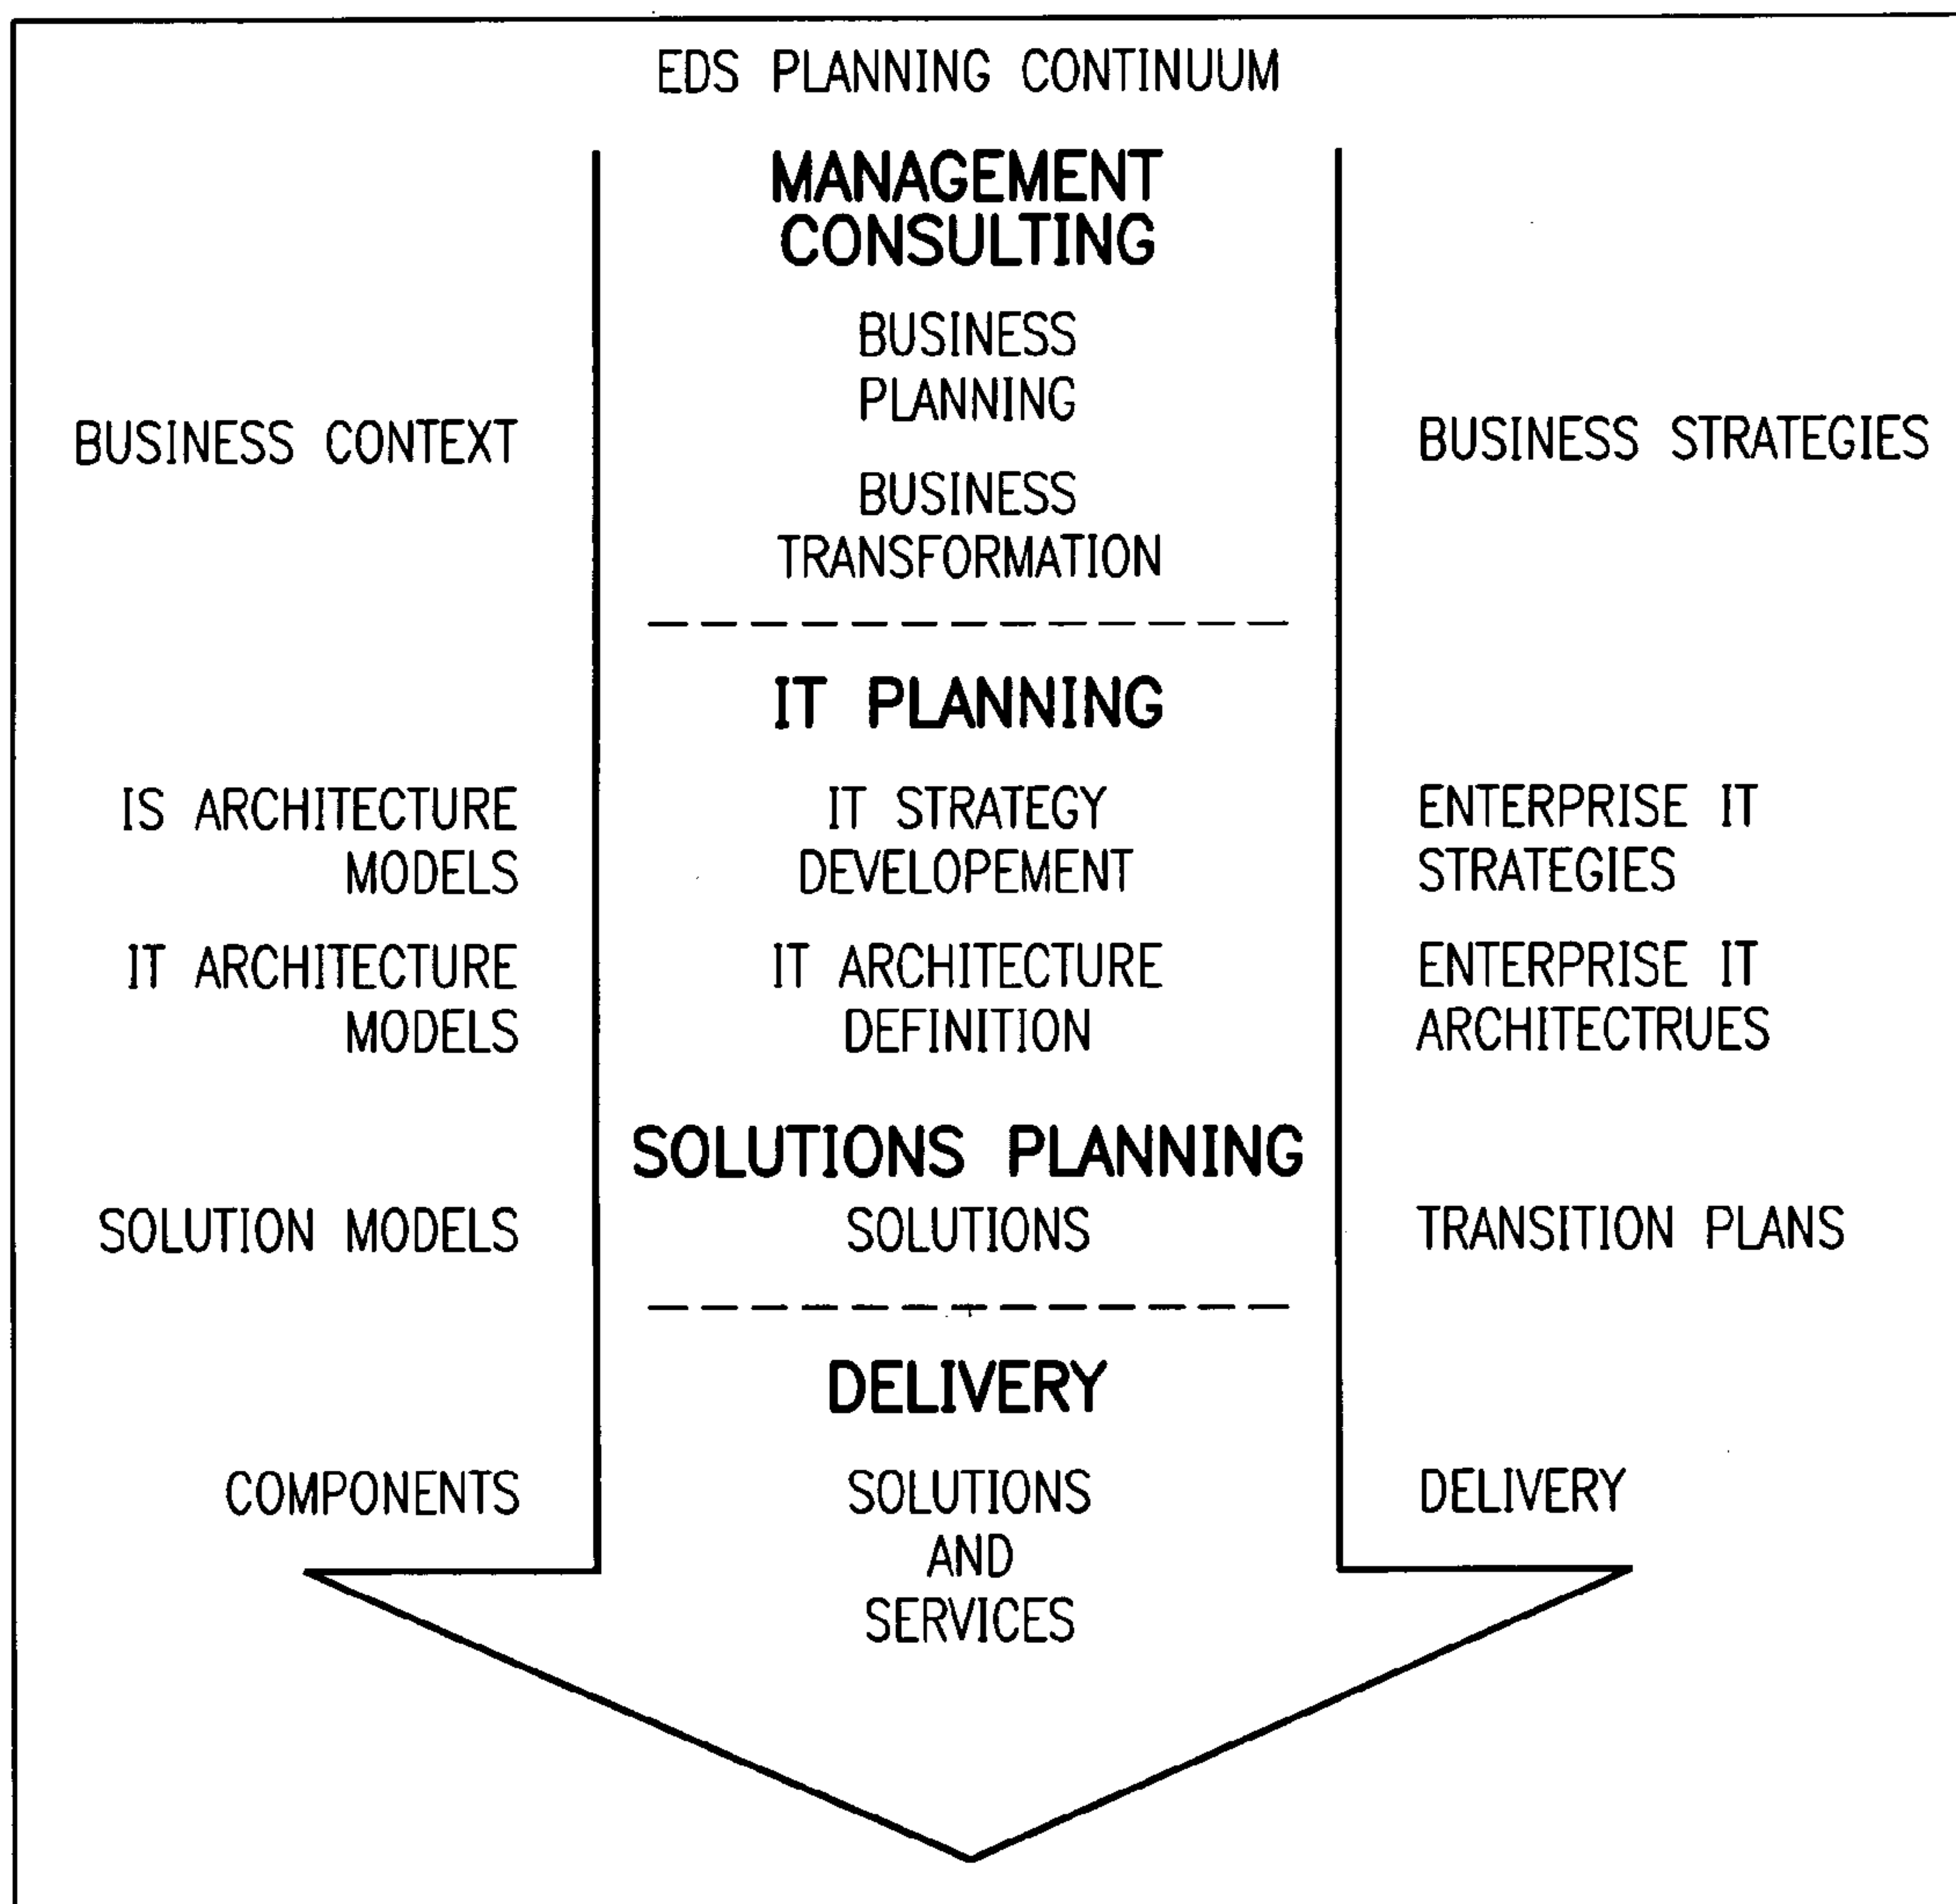 EDS PLANNING CONTINUUM
MANAGEMENT
CONSULTING
BUSINESS
PLANNING
BUSINESS CONTEXT
BUSINESS STRATEGIES
BUSINESS
TRANSFORMATION
IT PLANNING
IS ARCHITECTURE
MODELS
IT STRATEGY
DEVELOPEMENT
ENTERPRISE IT
STRATEGIES
IT ARCHITECTURE
MODELS
IT ARCHITECTURE
DEFINITION
ENTERPRISE IT
ARCHITECTRUES
SOLUTIONS PLANNING
SOLUTION MODELS
SOLUTIONS
TRANSITION PLANS
DELIVERY
COMPONENTS
SOLUTIONS
AND
SERVICES
DELIVERY